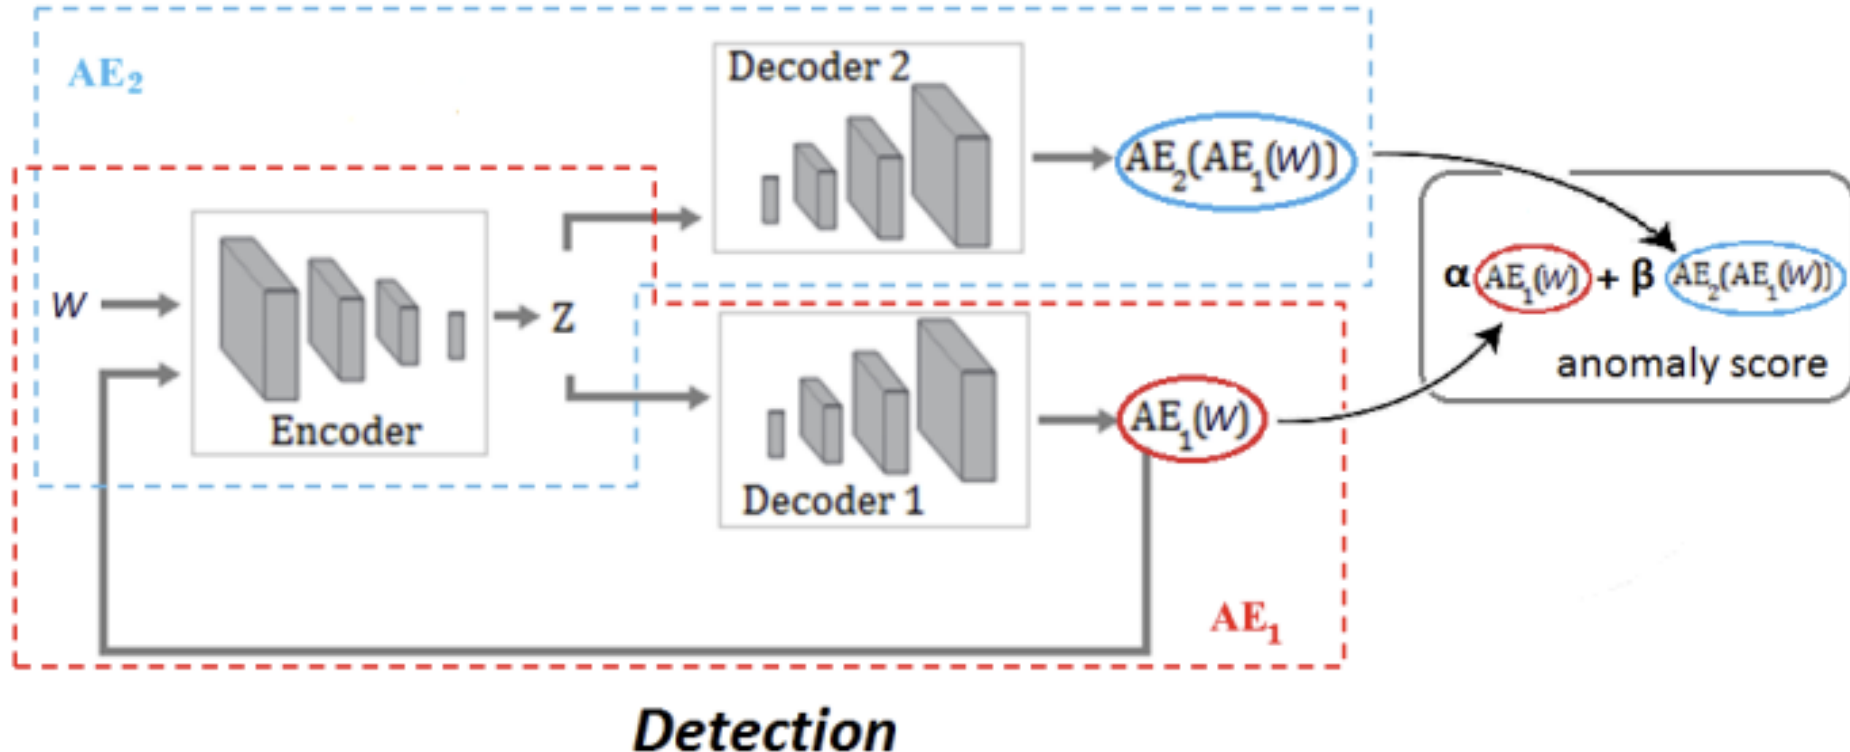 AE₂
Decoder 2
AE₂(AE₁(W))
W
Encoder
Z
Decoder 1
AE₁(W)
α AE₁(W) + β AE₂(AE₁(W))
anomaly score
AE₁
Detection